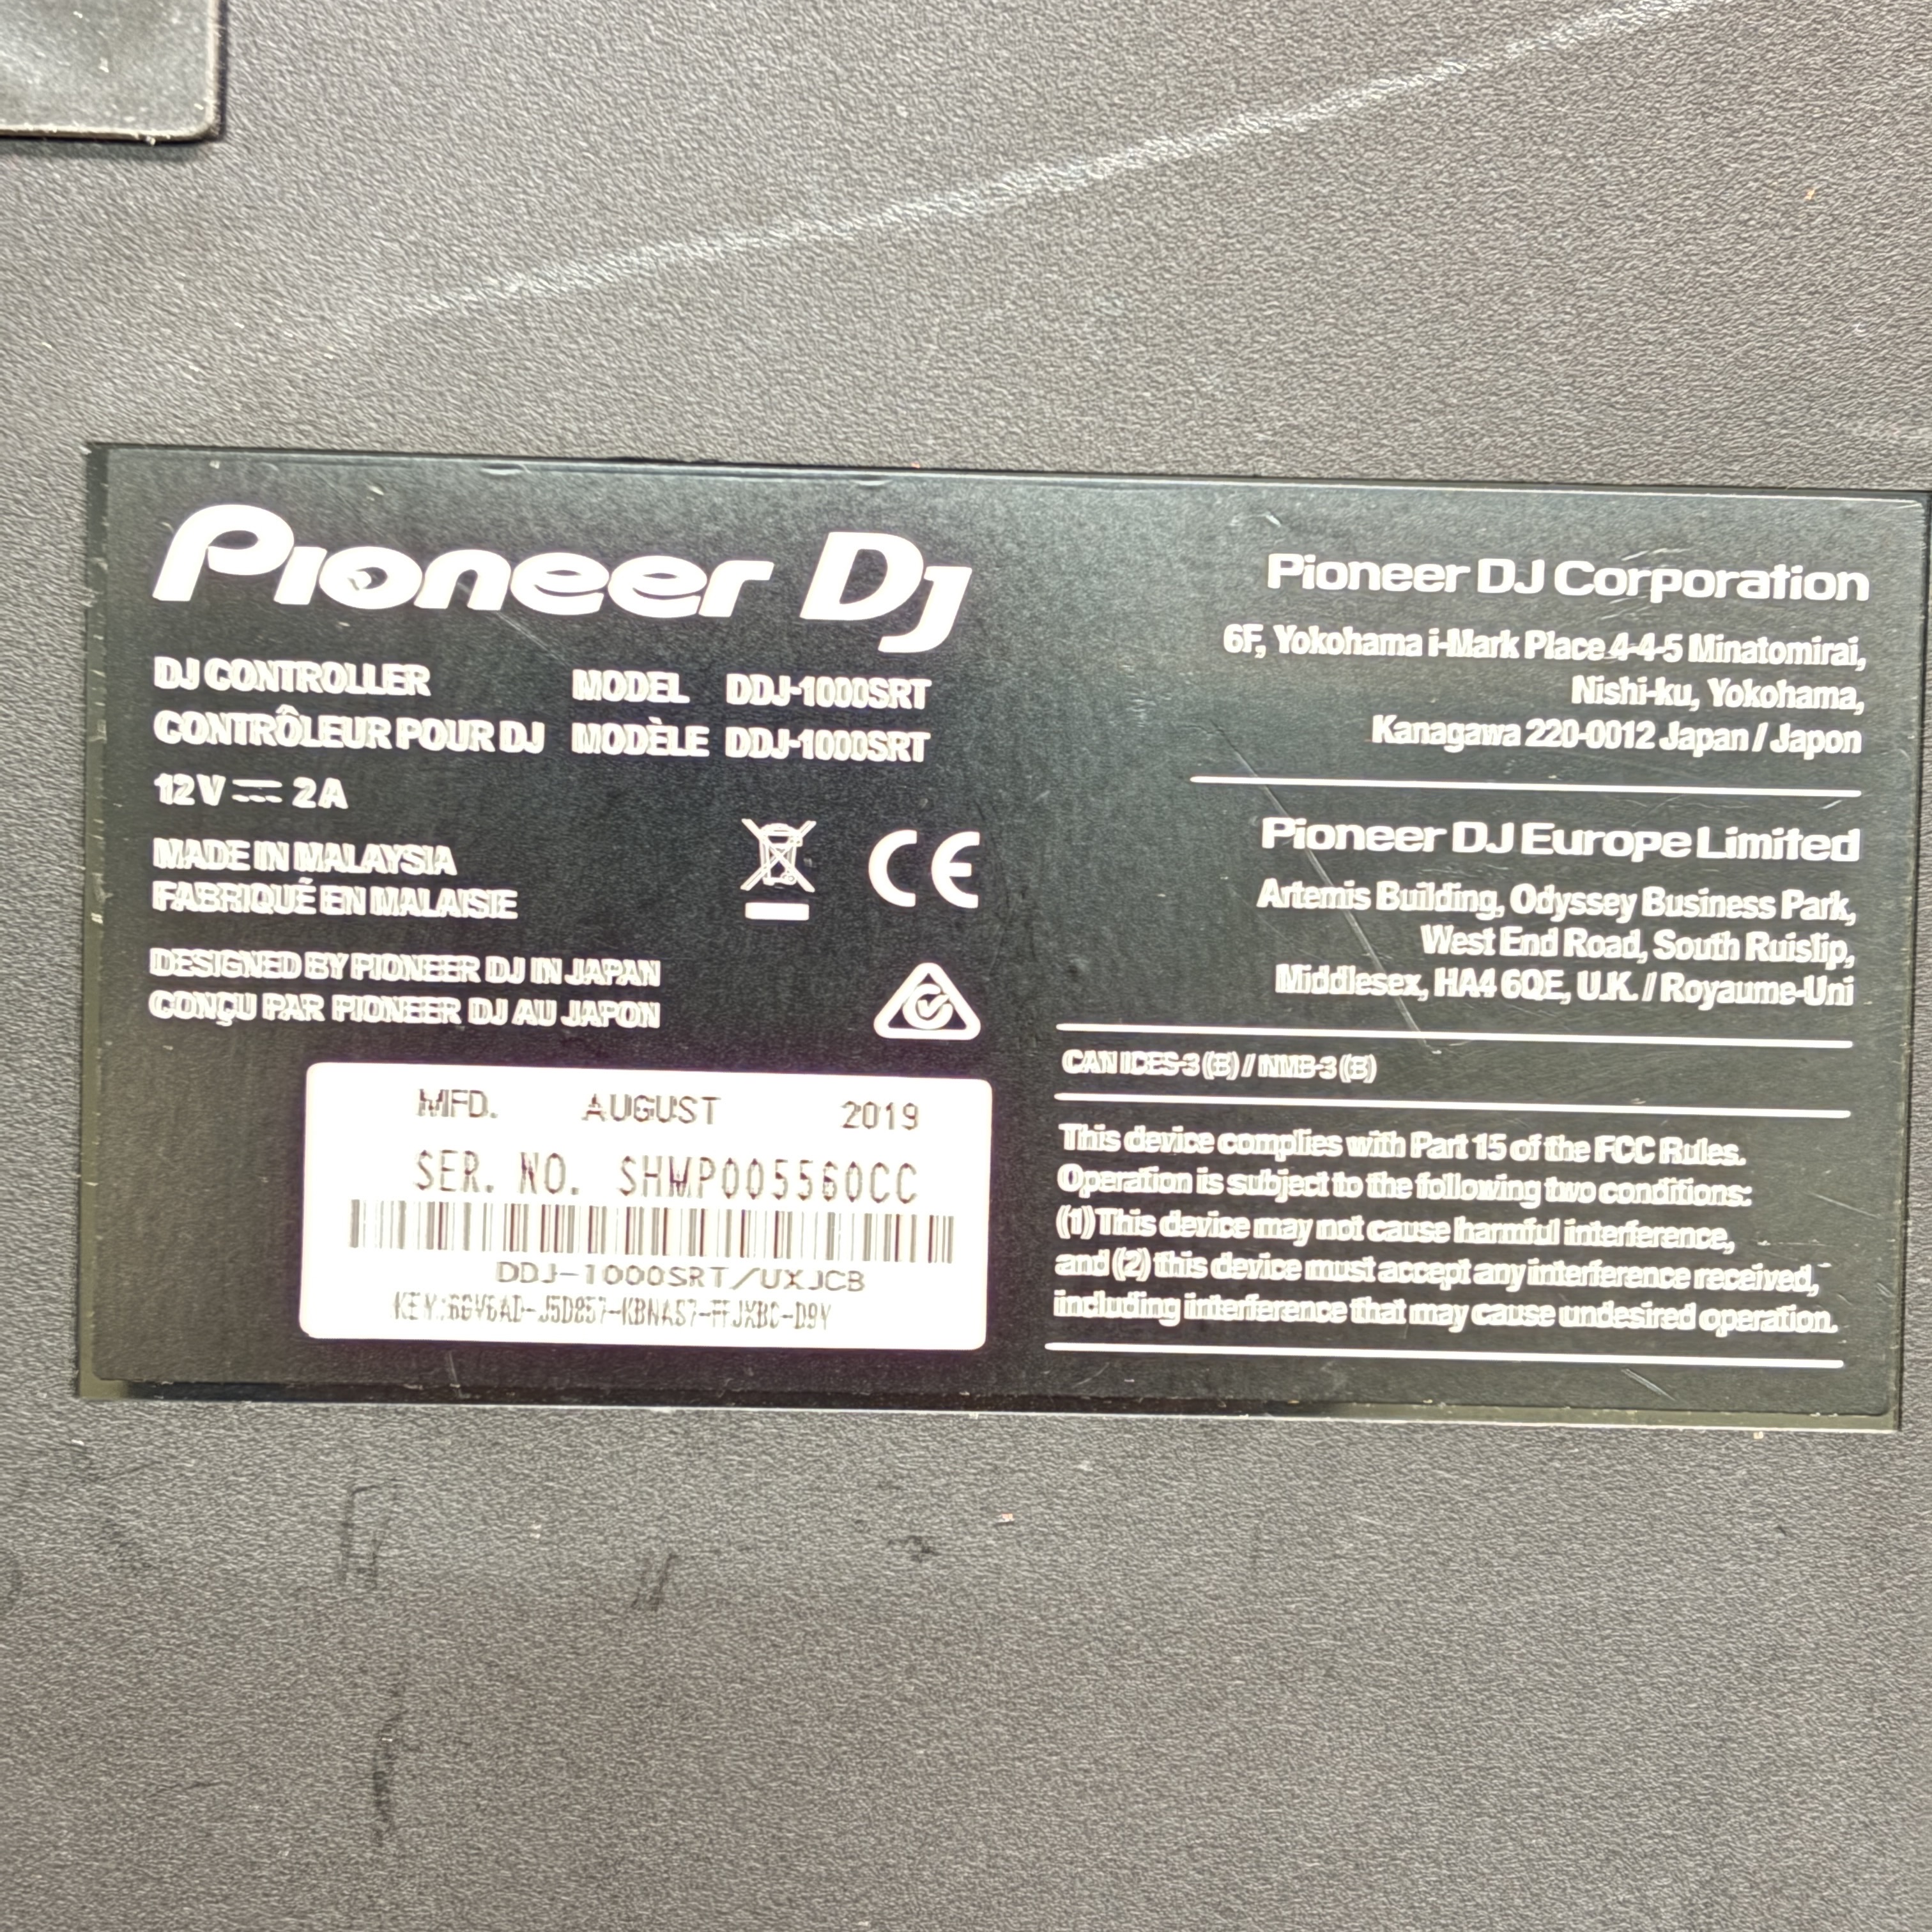 Pioneer DJ
DJ CONTROLLER MODEL DDJ-1000SRT
CONTRÔLEUR POUR DJ MODÈLE DDJ-1000SRT
12V 2A
MADE IN MALAYSIA
FABRIQUÉ EN MALAISIE
DESIGNED BY PIONEER DJ IN JAPAN
CONÇU PAR PIONEER DJ AU JAPON
CE
MFD. AUGUST 2019
SER. NO. SHMP005560CC
DDJ-1000SRT/UXJCB
Pioneer DJ Corporation
6F, Yokohama i-Mark Place 4-4-5 Minatomirai,
Nishi-ku, Yokohama,
Kanagawa 220-0012 Japan / Japon
Pioneer DJ Europe Limited
Artemis Building, Odyssey Business Park,
West End Road, South Ruislip,
Middlesex, HA4 6QE, U.K. / Royaume-Uni
CAN ICES-3 (B) / NMB-3 (B)
This device complies with Part 15 of the FCC Rules.
Operation is subject to the following two conditions:
(1) This device may not cause harmful interference,
and (2) this device must accept any interference received,
including interference that may cause undesired operation.